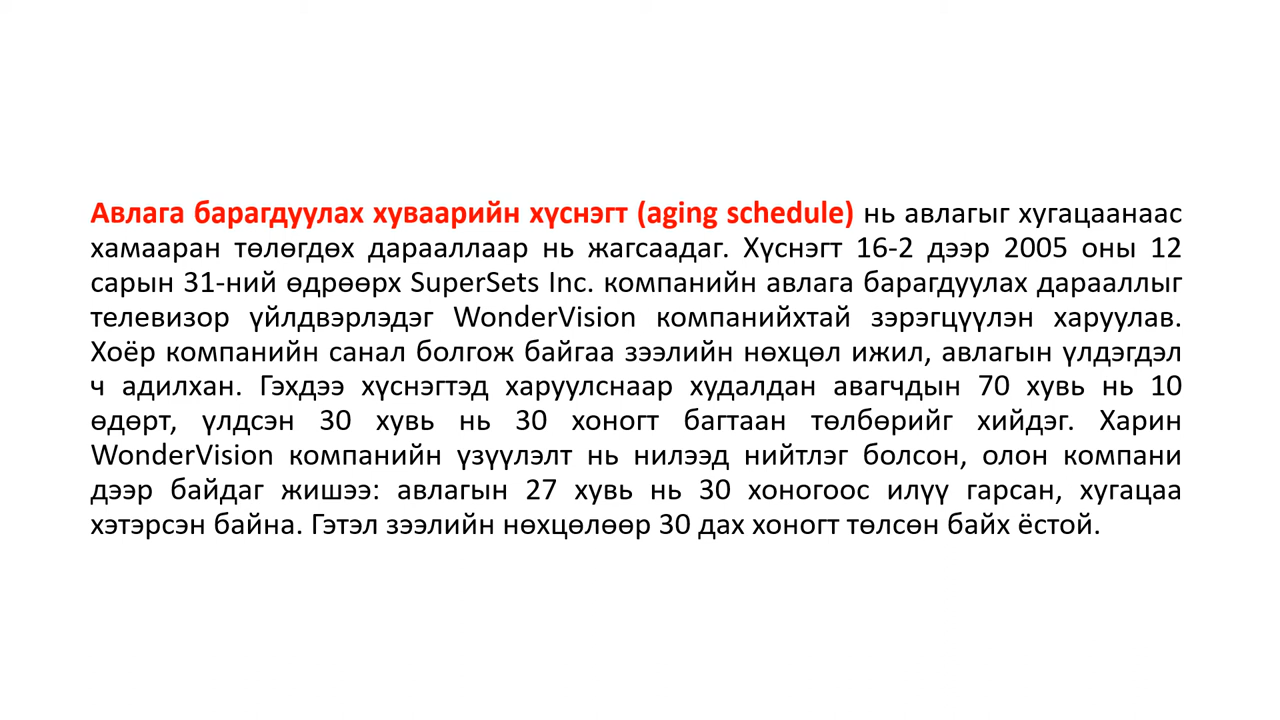 Авлага барагдуулах хуваарийн хүснэгт (aging schedule) нь авлагыг хугацаанаас
хамааран төлөгдөх дарааллаар нь жагсаадаг. Хүснэгт 16-2 дээр 2005 оны 12
сарын 31-ний өдрөөрх SuperSets Inc. компанийн авлага барагдуулах дарааллыг
телевизор үйлдвэрлэдэг WonderVision компанийхтай зэрэгцүүлэн харуулав.
Хоёр компанийн санал болгож байгаа зээлийн нөхцөл ижил, авлагын үлдэгдэл
ч адилхан. Гэхдээ хүснэгтэд харуулснаар худалдан авагчдын 70 хувь нь 10
өдөрт, үлдсэн 30 хувь нь 30 хоногт багтаан төлбөрийг хийдэг. Харин
WonderVision компанийн үзүүлэлт нь нилээд нийтлэг болсон, олон компани
дээр байдаг жишээ: авлагын 27 хувь нь 30 хоногоос илүү гарсан, хугацаа
хэтэрсэн байна. Гэтэл зээлийн нөхцөлөөр 30 дах хоногт төлсөн байх ёстой.